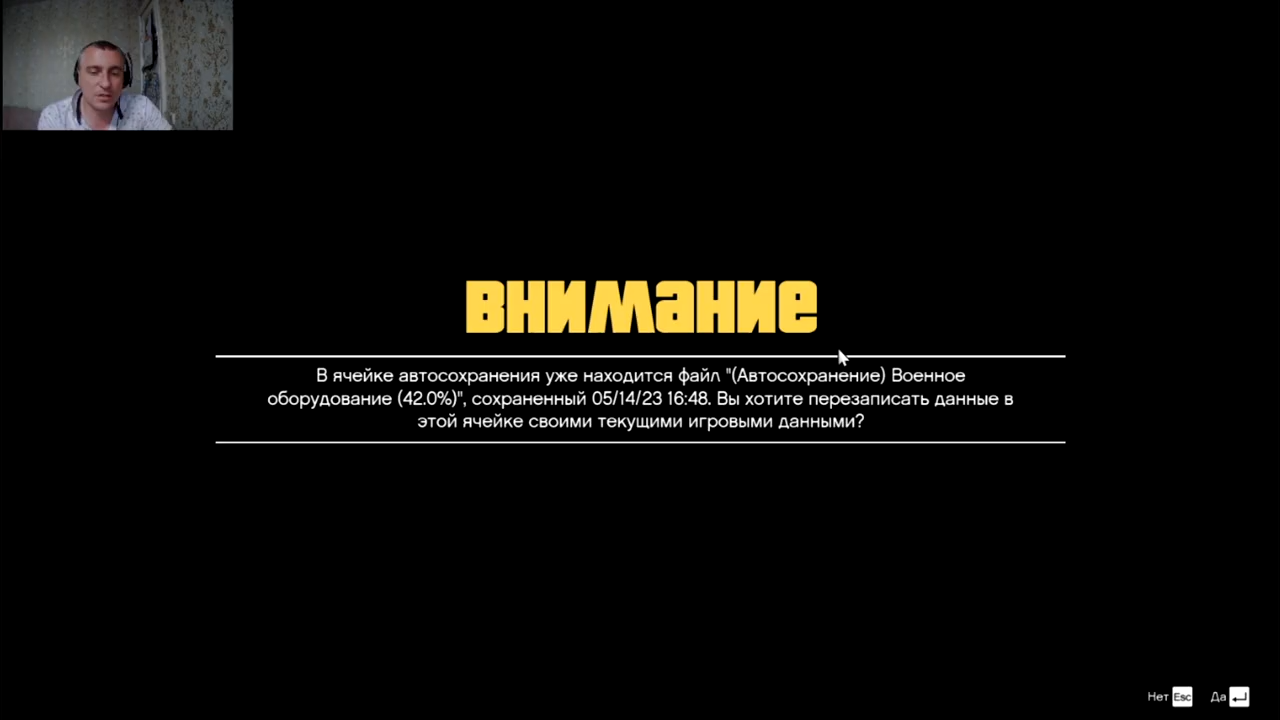 внимание
В ячейке автосохранения уже находится файл "(Автосохранение) Военное
оборудование (42.0%)", сохраненный 05/14/23 16:48. Вы хотите перезаписать данные в
этой ячейке своими текущими игровыми данными?
Нет Esc Да